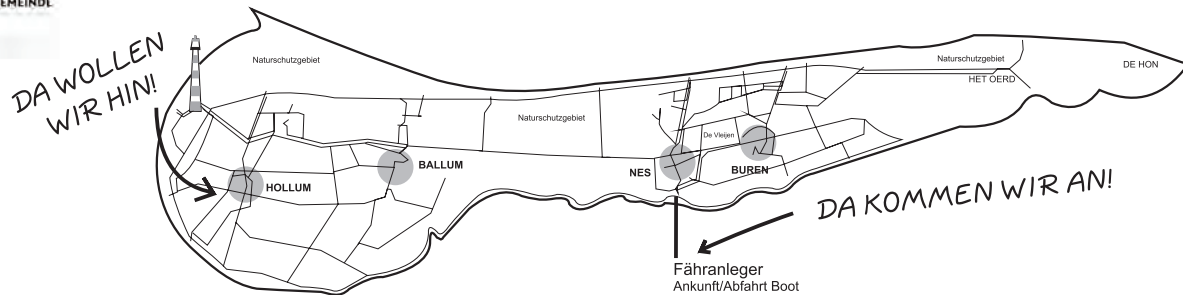 GEMEINDE
DA WOLLEN
WIR HIN!
Naturschutzgebiet
Naturschutzgebiet
HET OERD
DE HON
Naturschutzgebiet
De Vleijen
HOLLUM
BALLUM
NES
BUREN
DA KOMMEN WIR AN!
Fähranleger
Ankunft/Abfahrt Boot